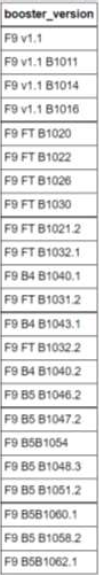 booster_version
F9 v1.1
F9 v1.1 B1011
F9 v1.1 B1014
F9 v1.1 B1016
F9 FT B1020
F9 FT B1022
F9 FT B1026
F9 FT B1030
F9 FT B1021.2
F9 FT B1032.1
F9 B4 B1040.1
F9 FT B1031.2
F9 B4 B1043.1
F9 FT B1032.2
F9 B4 B1040.2
F9 B5 B1046.2
F9 B5 B1047.2
F9 B5B1054
F9 B5 B1048.3
F9 B5 B1051.2
F9 B5B1060.1
F9 B5 B1058.2
F9 B5B1062.1